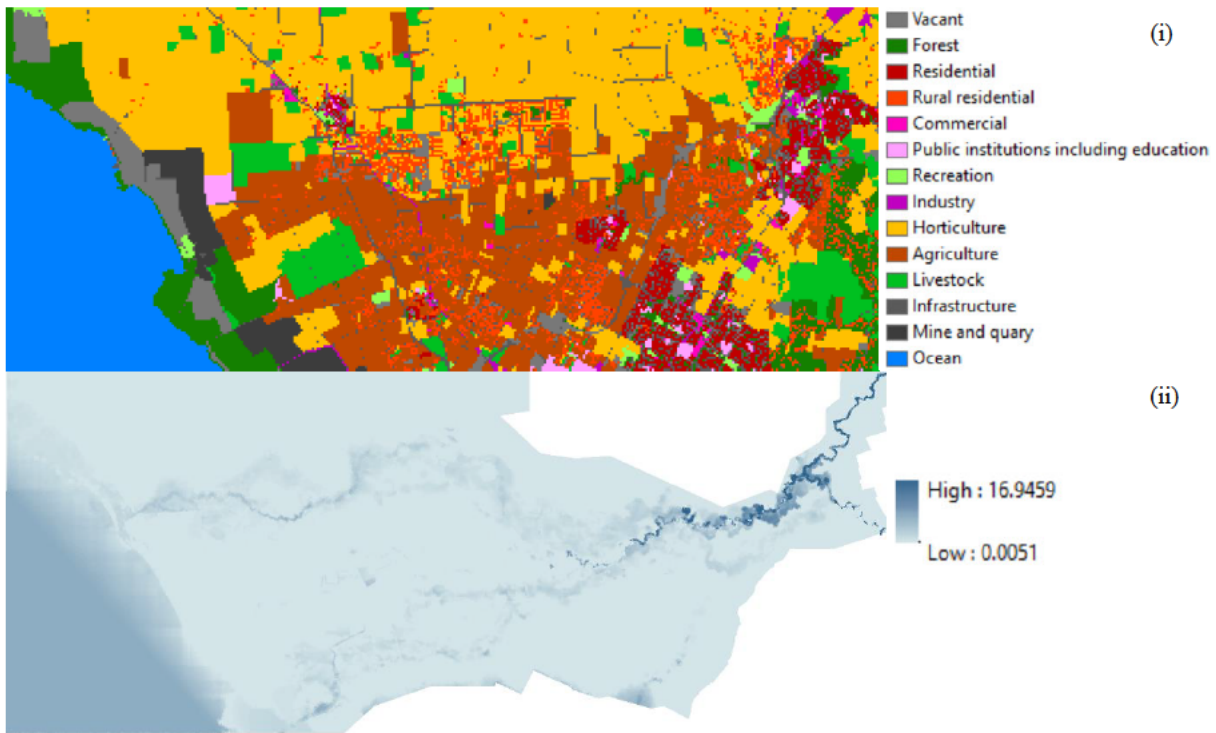 Vacant
(i)
Forest
Residential
Rural residential
Commercial
Public institutions including education
Recreation
Industry
Horticulture
Agriculture
Livestock
Infrastructure
Mine and quary
Ocean
(ii)
High : 16.9459
Low : 0.0051